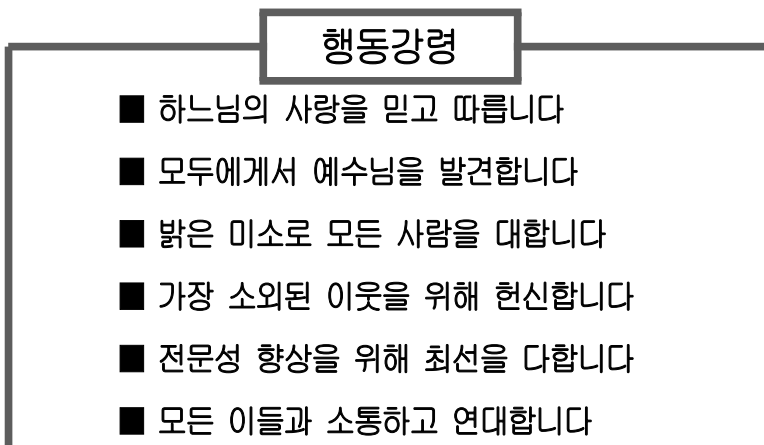 행동강령
■ 하느님의 사랑을 믿고 따릅니다
■ 모두에게서 예수님을 발견합니다
■ 밝은 미소로 모든 사람을 대합니다
■ 가장 소외된 이웃을 위해 헌신합니다
■ 전문성 향상을 위해 최선을 다합니다
■ 모든 이들과 소통하고 연대합니다